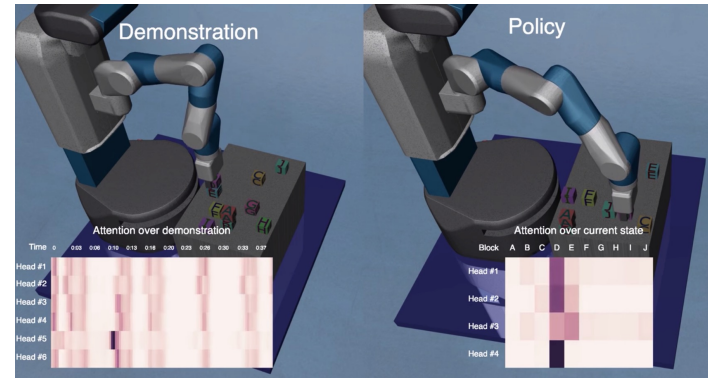 Demonstration
Attention over demonstration
Time 0 0:03 0:06 0:10 0:13 0:16 0:20 0:23 0:26 0:30 0:33 0:37
Head #1
Head #2
Head #3
Head #4
Head #5
Head #6
Policy
Attention over current state
Block A B C D E F G H I J
Head #1
Head #2
Head #3
Head #4